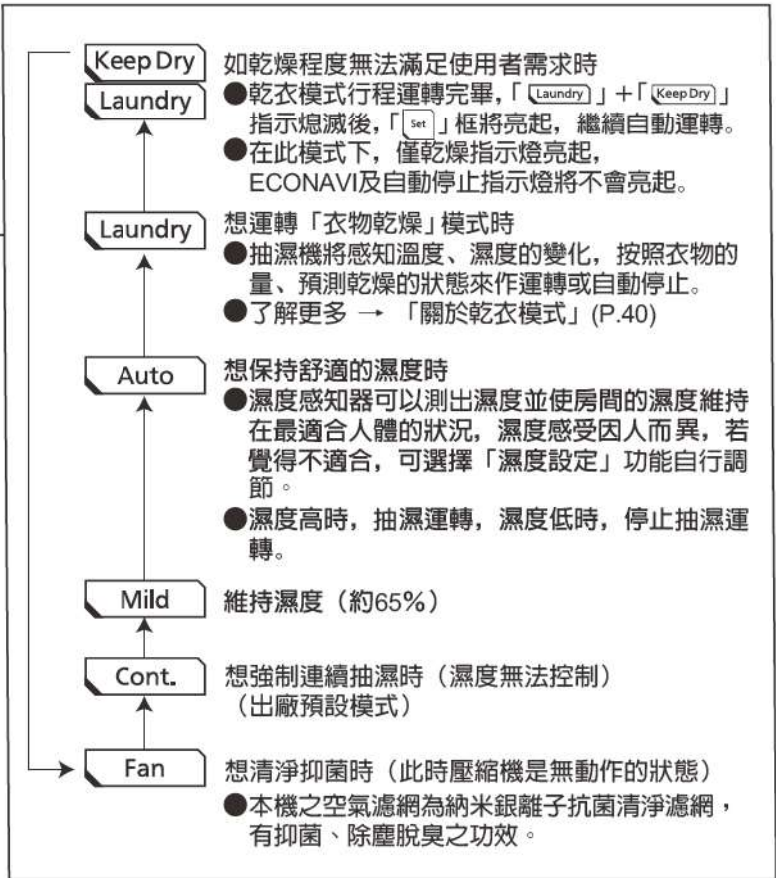 Keep Dry 如乾燥程度無法滿足使用者需求時
Laundry ●乾衣模式行程運轉完畢,「Laundry」+「Keep Dry」
指示熄滅後,「Set」框將亮起,繼續自動運轉。
●在此模式下,僅乾燥指示燈亮起,
ECONAVI及自動停止指示燈將不會亮起。
Laundry 想運轉「衣物乾燥」模式時
●抽濕機將感知溫度、濕度的變化,按照衣物的
量、預測乾燥的狀態來作運轉或自動停止。
●了解更多 → 「關於乾衣模式」(P.40)
Auto 想保持舒適的濕度時
●濕度感知器可以測出濕度並使房間的濕度維持
在最適合人體的狀況,濕度感受因人而異,若
覺得不適合,可選擇「濕度設定」功能自行調
節。
●濕度高時,抽濕運轉,濕度低時,停止抽濕運
轉。
Mild 維持濕度(約65%)
Cont. 想強制連續抽濕時(濕度無法控制)
(出廠預設模式)
Fan 想清淨抑菌時(此時壓縮機是無動作的狀態)
●本機之空氣濾網為納米銀離子抗菌清淨濾網,
有抑菌、除塵脫臭之功效。